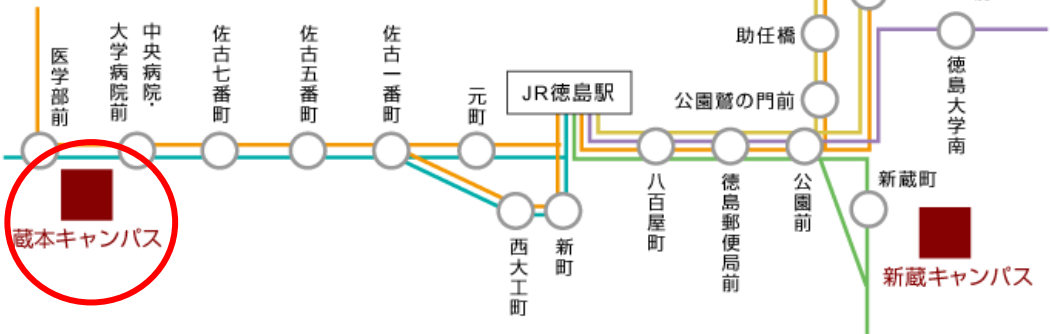 医学部前
中央病院・
大学病院前
佐古七番町
佐古五番町
佐古一番町
元町
JR徳島駅
助任橋
公園鷲の門前
徳島大学南
西大工町
新町
八百屋町
徳島郵便局前
公園前
新蔵町
蔵本キャンパス
新蔵キャンパス